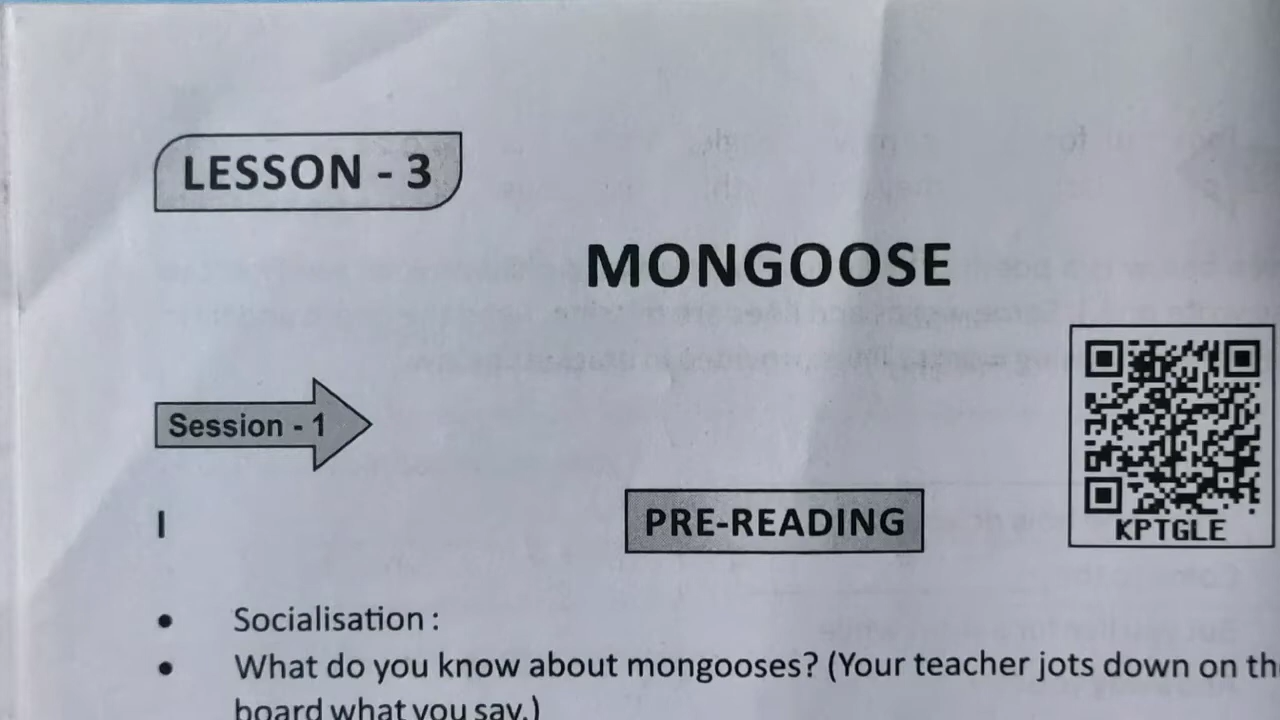 LESSON - 3
MONGOOSE
Session - 1
I
PRE-READING
KPTGLE
• Socialisation :
• What do you know about mongooses? (Your teacher jots down on th
board what you say.)